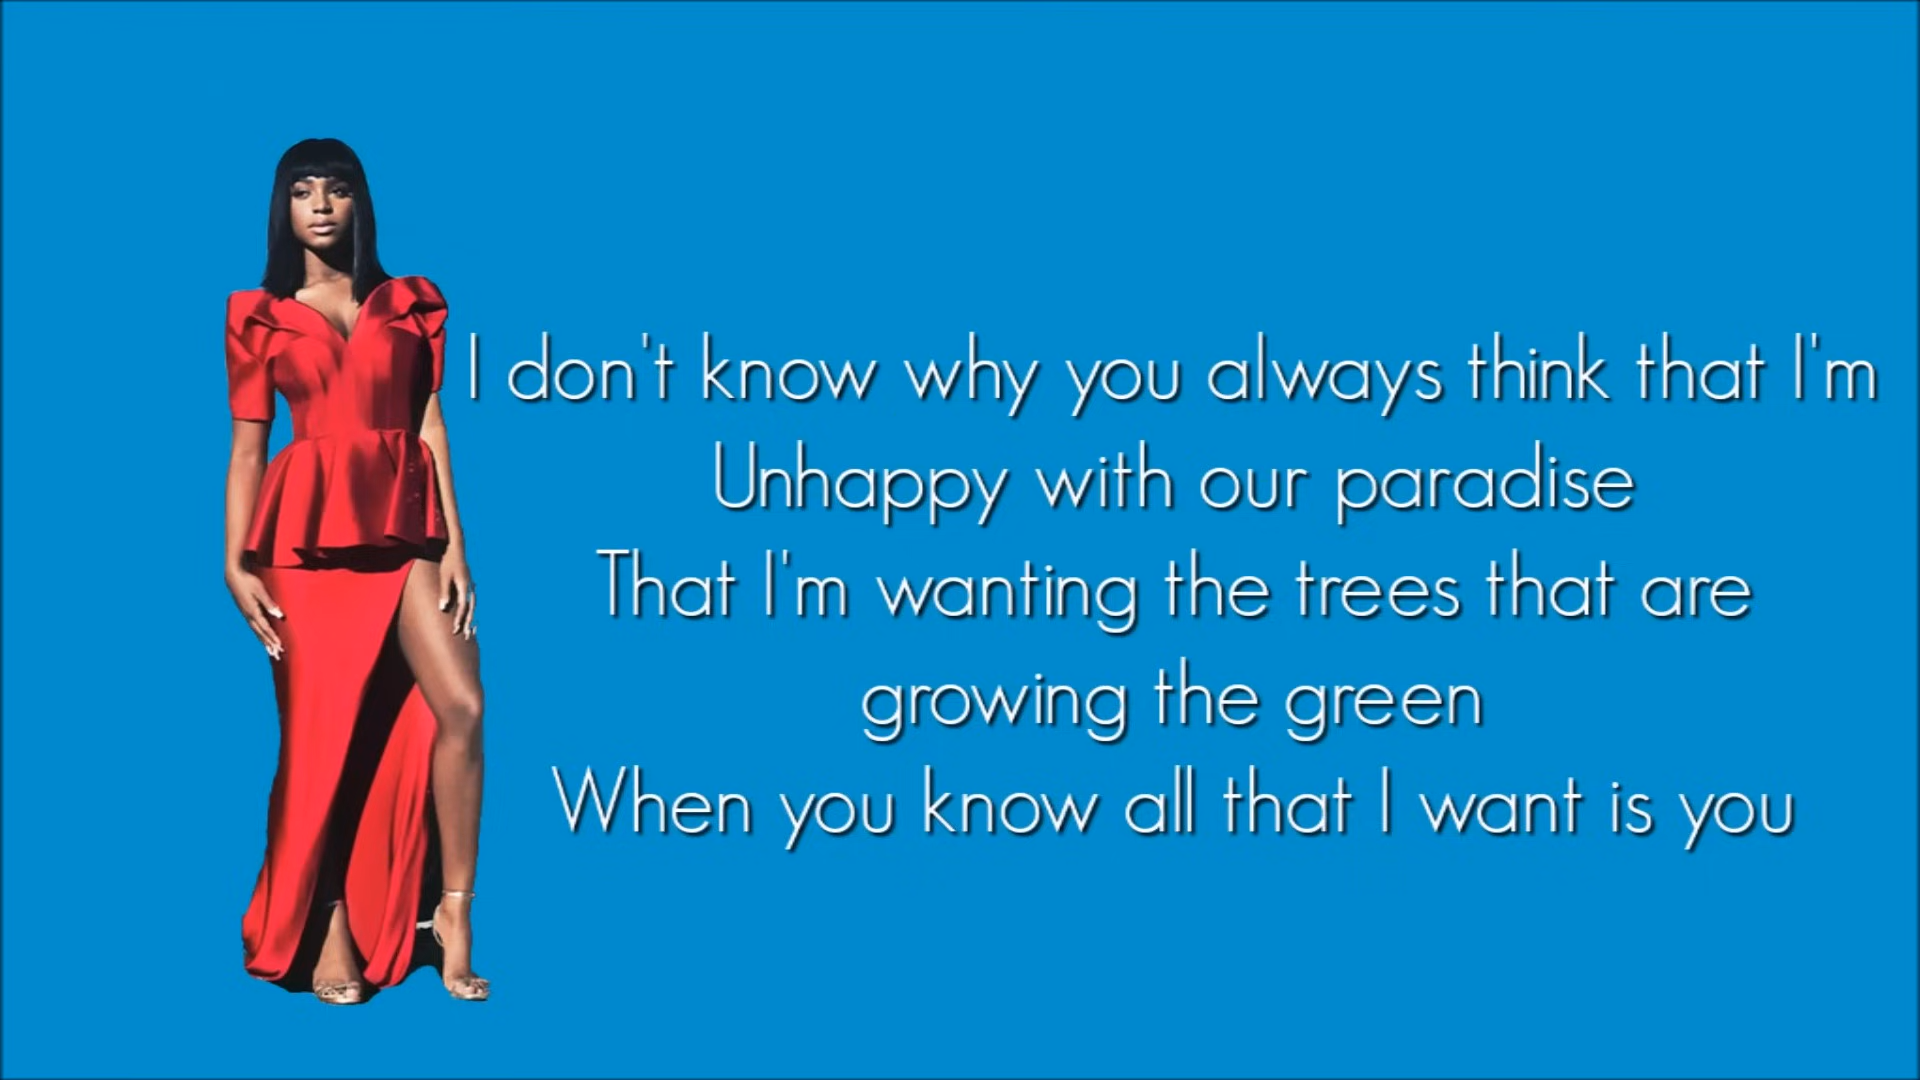 I don't know why you always think that I'm
Unhappy with our paradise
That I'm wanting the trees that are
growing the green
When you know all that I want is you